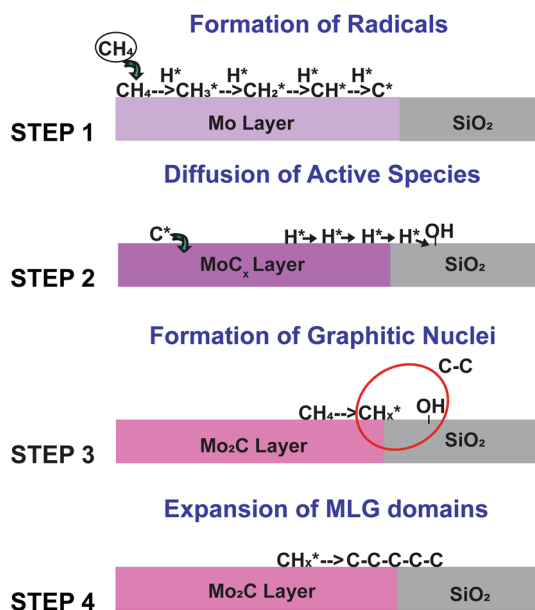 Formation of Radicals
CH₄
H* H* H* H*
CH₄-->CH₃*->CH₂*->CH*->C*
STEP 1
Mo Layer
SiO₂
Diffusion of Active Species
C*
H*→ H*→ H*→ H* OH
STEP 2
MoCₓ Layer
SiO₂
Formation of Graphitic Nuclei
C-C
CH₄-->CHx* OH
STEP 3
Mo₂C Layer
SiO₂
Expansion of MLG domains
CHx*-->C-C-C-C-C
STEP 4
Mo₂C Layer
SiO₂